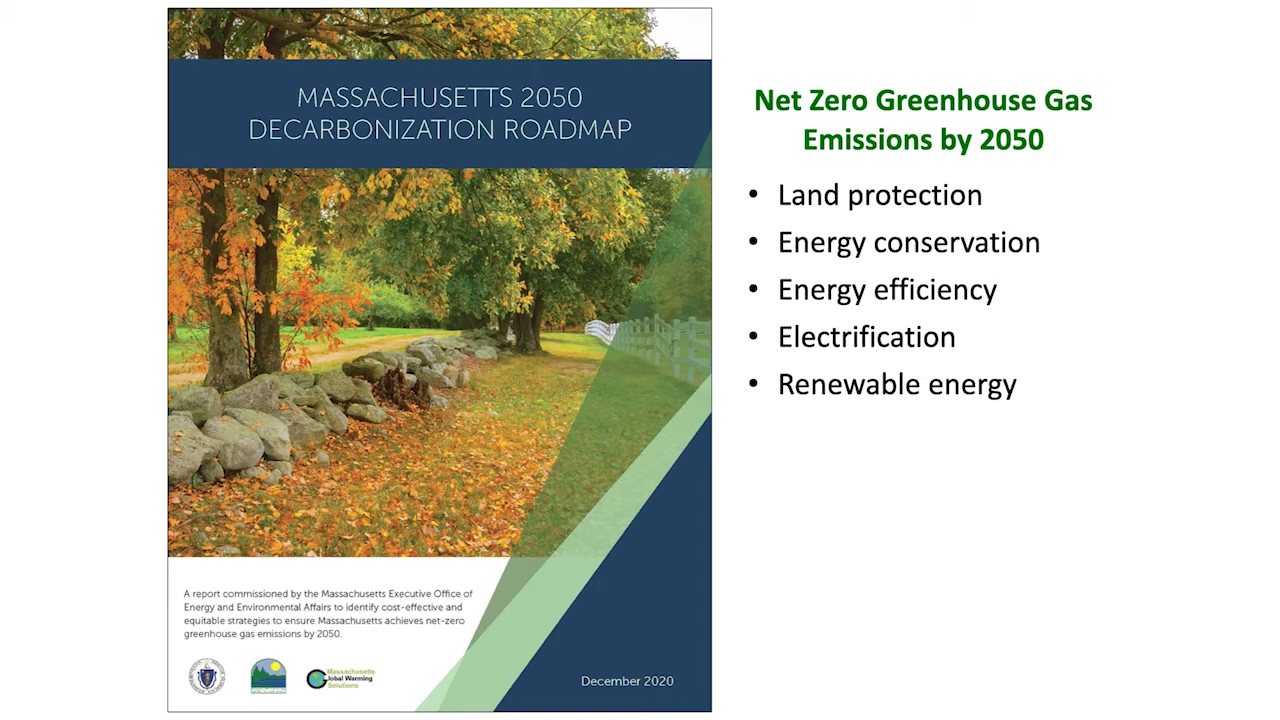 MASSACHUSETTS 2050
DECARBONIZATION ROADMAP
A report commissioned by the Massachusetts Executive Office of
Energy and Environmental Affairs to identify cost-effective and
equitable strategies to ensure Massachusetts achieves net-zero
greenhouse gas emissions by 2050.
Massachusetts
Global Warming
Solutions
December 2020
Net Zero Greenhouse Gas
Emissions by 2050
• Land protection
• Energy conservation
• Energy efficiency
• Electrification
• Renewable energy